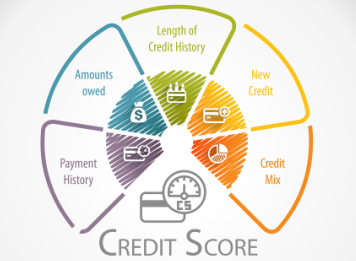 Length of
Credit History
Amounts
owed
New
Credit
Payment
History
Credit
Mix
$
CS
CREDIT SCORE